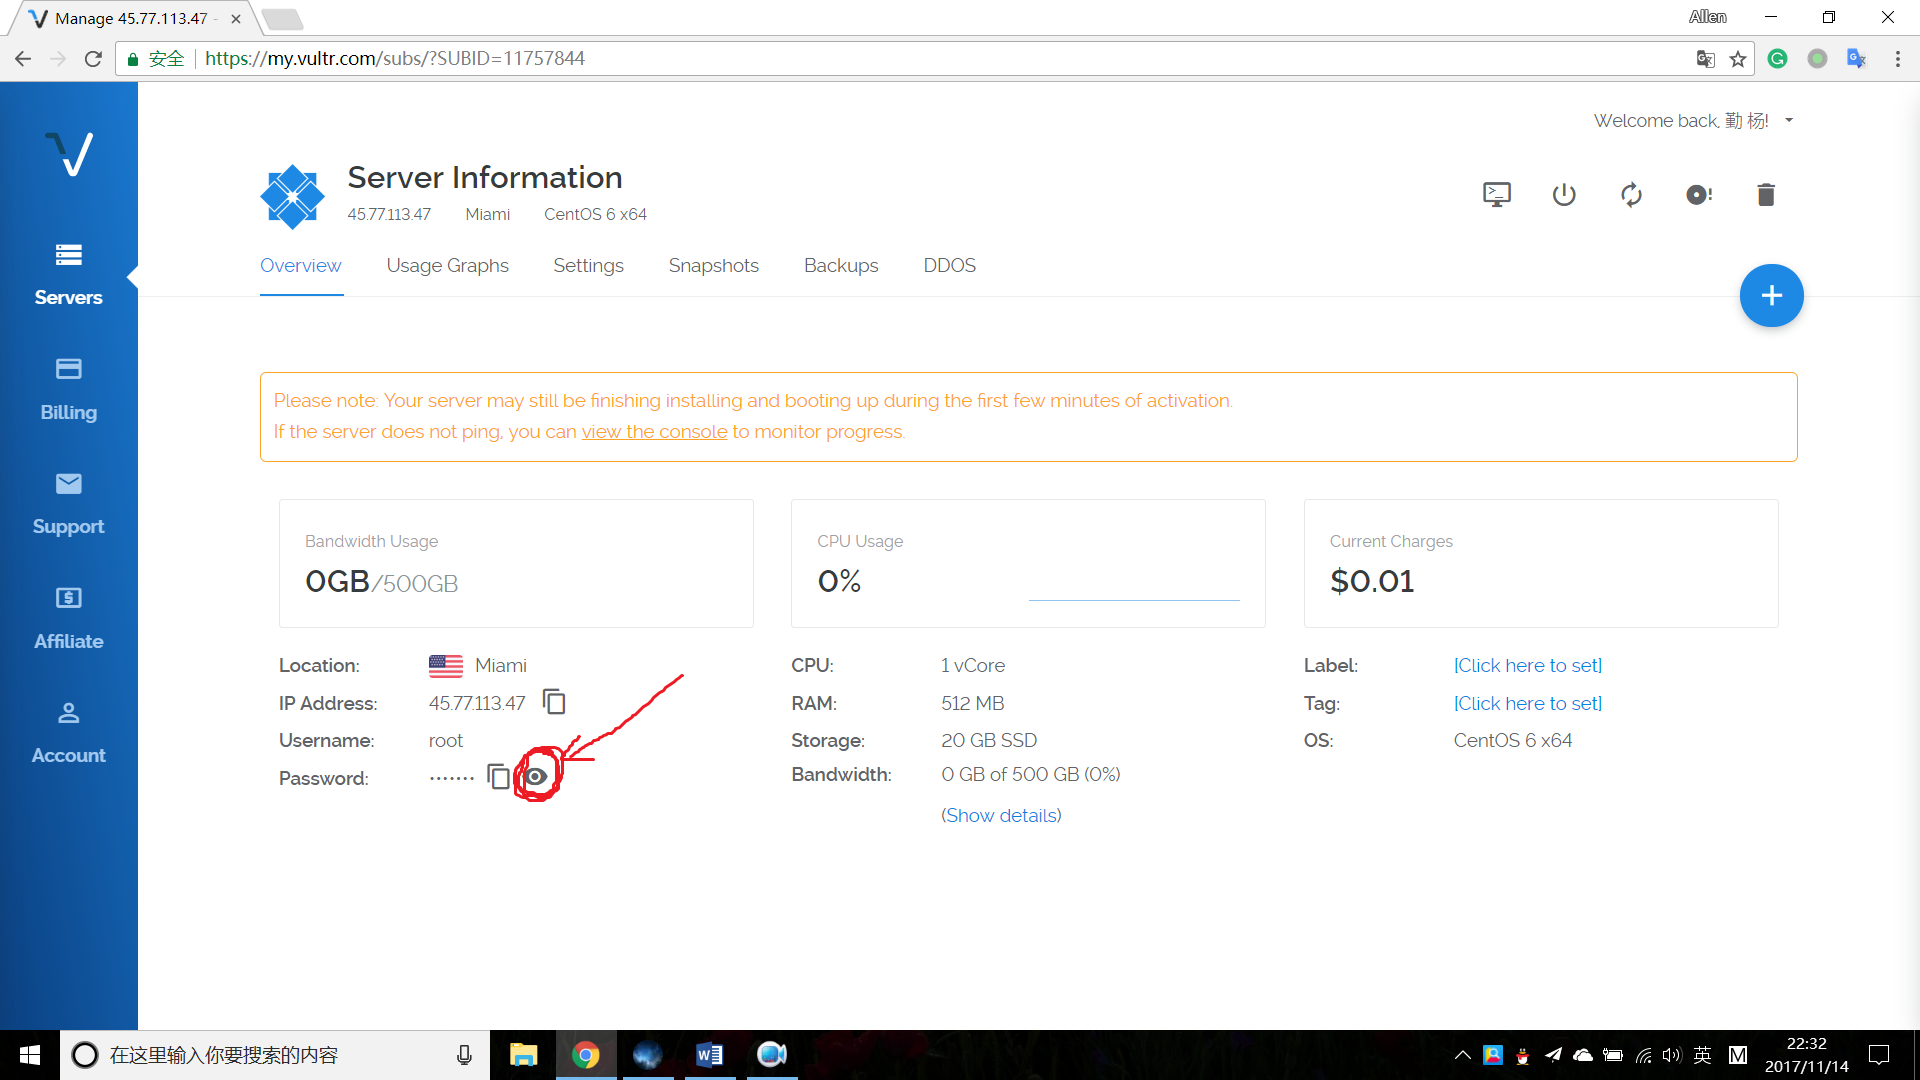 Manage 45.77.113.47 -
Allen
安全 https://my.vultr.com/subs/?SUBID=11757844
Welcome back, 勤 杨!
Server Information
45.77.113.47 Miami CentOS 6 x64
Overview Usage Graphs Settings Snapshots Backups DDOS
Servers
Billing
Support
Affiliate
Account
Please note: Your server may still be finishing installing and booting up during the first few minutes of activation.
If the server does not ping, you can view the console to monitor progress.
Bandwidth Usage
0GB/500GB
CPU Usage
0%
Current Charges
$0.01
Location: Miami
IP Address: 45.77.113.47
Username: root
Password: ·······
CPU: 1 vCore
RAM: 512 MB
Storage: 20 GB SSD
Bandwidth: 0 GB of 500 GB (0%)
(Show details)
Label: [Click here to set]
Tag: [Click here to set]
OS: CentOS 6 x64
在这里输入你要搜索的内容
英 M
22:32
2017/11/14